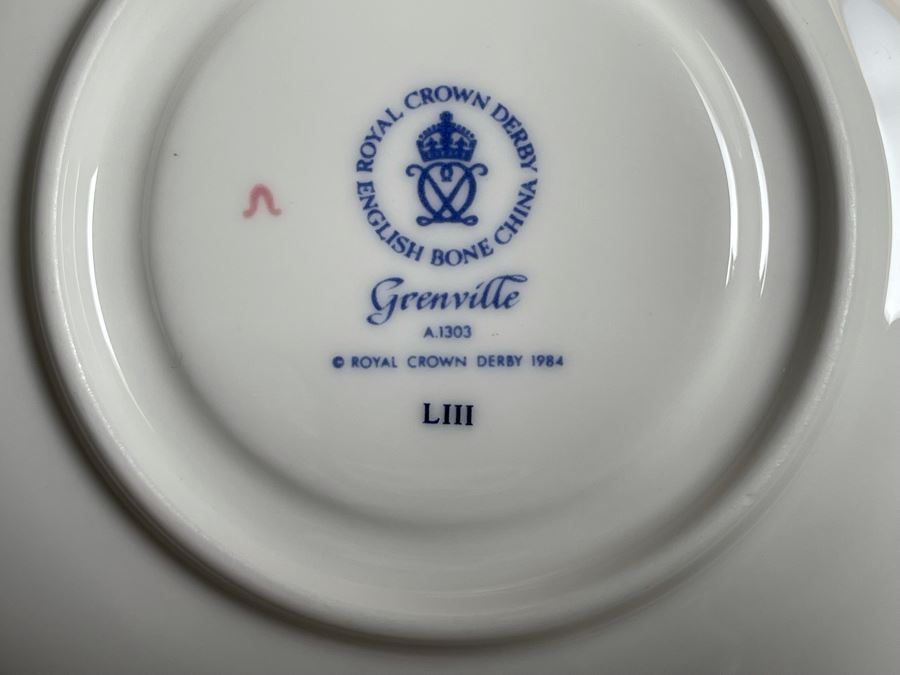 ROYAL CROWN DERBY
ENGLISH BONE CHINA
Grenville
A.1303
© ROYAL CROWN DERBY 1984
LIII